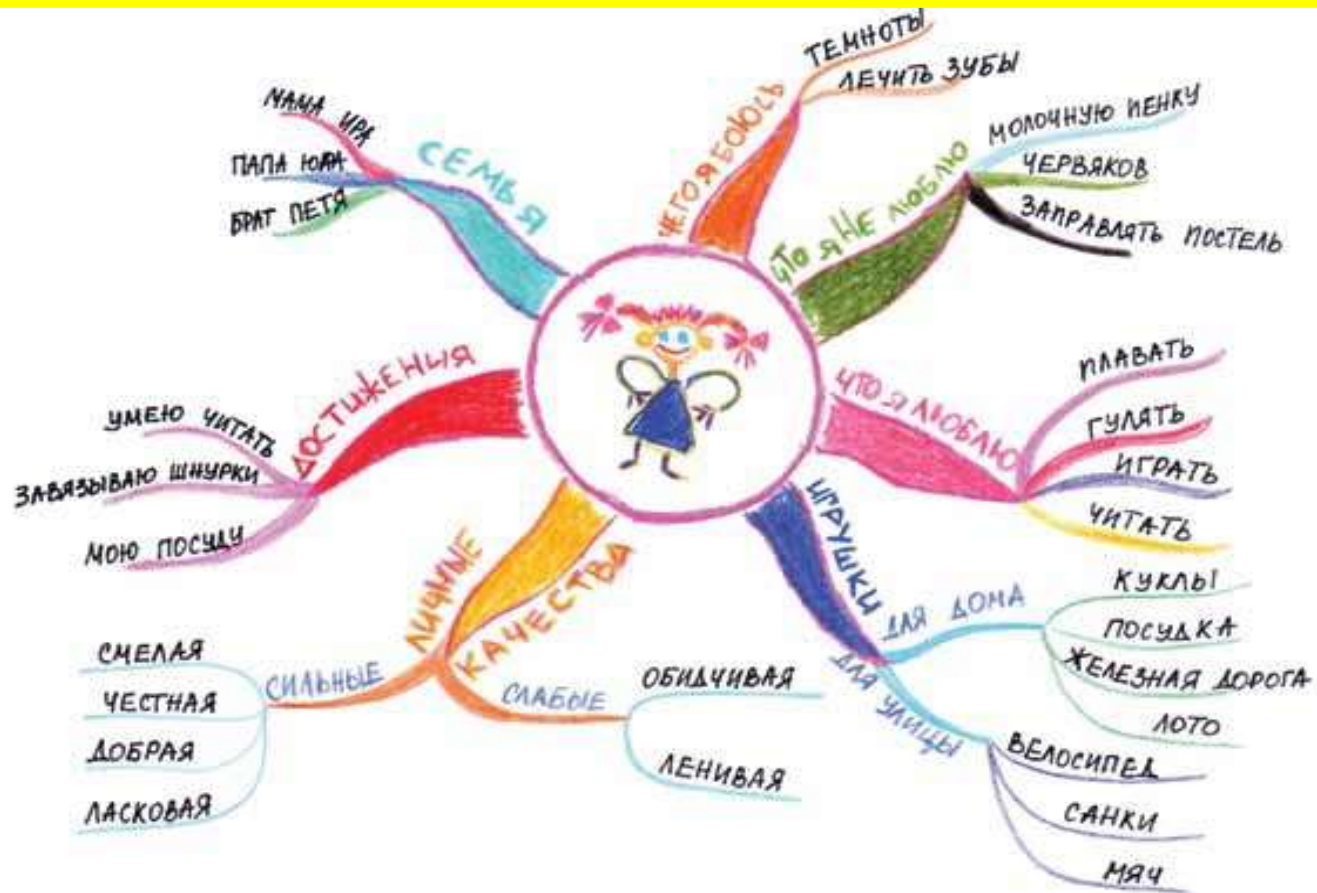 ЧЕГО Я БОЮСЬ
ТЕМНОТЫ
ЛЕЧИТЬ ЗУБЫ
ЧТО Я НЕ ЛЮБЛЮ
МОЛОЧНУЮ ПЕНКУ
ЧЕРВЯКОВ
ЗАПРАВЛЯТЬ ПОСТЕЛЬ
ЧТО Я ЛЮБЛЮ
ПЛАВАТЬ
ГУЛЯТЬ
ИГРАТЬ
ЧИТАТЬ
ИГРУШКИ
ДЛЯ ДОМА
КУКЛЫ
ПОСУДКА
ЖЕЛЕЗНАЯ ДОРОГА
ЛОТО
ДЛЯ УЛИЦЫ
ВЕЛОСИПЕД
САНКИ
МЯЧ
ЛИЧНЫЕ
КАЧЕСТВА
СЛАБЫЕ
ОБИДЧИВАЯ
ЛЕНИВАЯ
СИЛЬНЫЕ
СМЕЛАЯ
ЧЕСТНАЯ
ДОБРАЯ
ЛАСКОВАЯ
ДОСТИЖЕНИЯ
УМЕЮ ЧИТАТЬ
ЗАВЯЗЫВАЮ ШНУРКИ
МОЮ ПОСУДУ
СЕМЬЯ
МАМА ИРА
ПАПА ЮРА
БРАТ ПЕТЯ